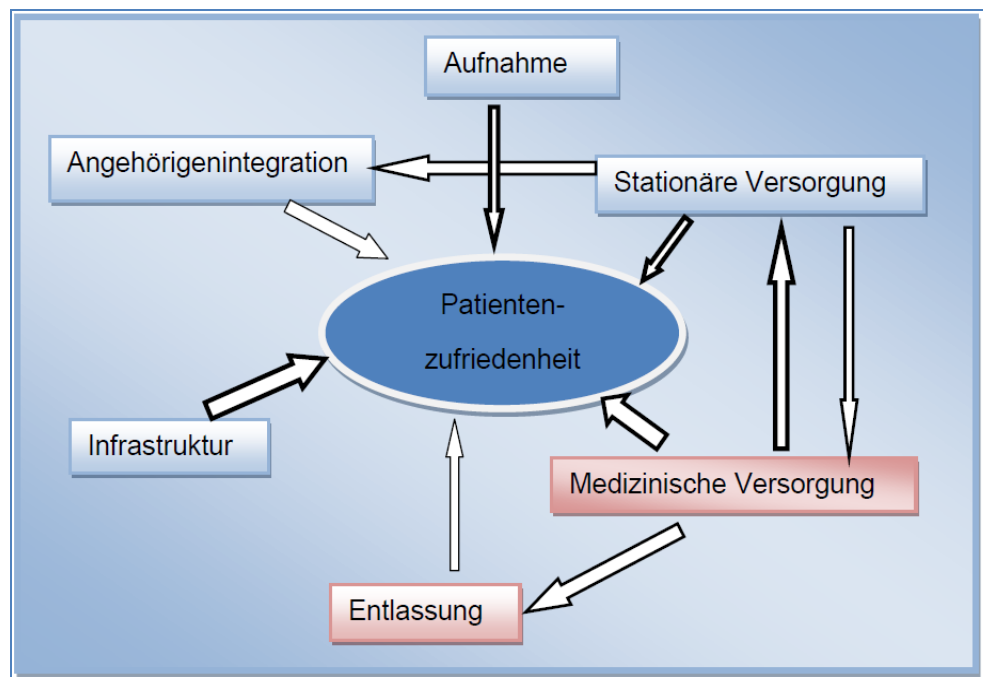 Aufnahme
Angehörigenintegration
Stationäre Versorgung
Patienten-
zufriedenheit
Infrastruktur
Medizinische Versorgung
Entlassung